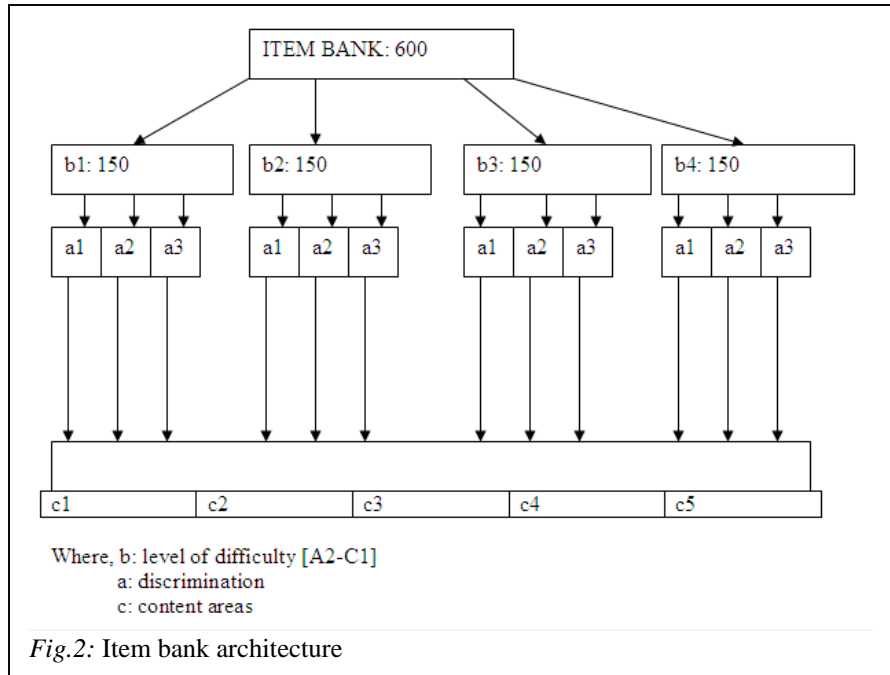 ITEM BANK: 600
b1: 150 b2: 150 b3: 150 b4: 150
a1 a2 a3 a1 a2 a3 a1 a2 a3 a1 a2 a3
c1 c2 c3 c4 c5
Where, b: level of difficulty [A2-C1]
a: discrimination
c: content areas
Fig.2: Item bank architecture